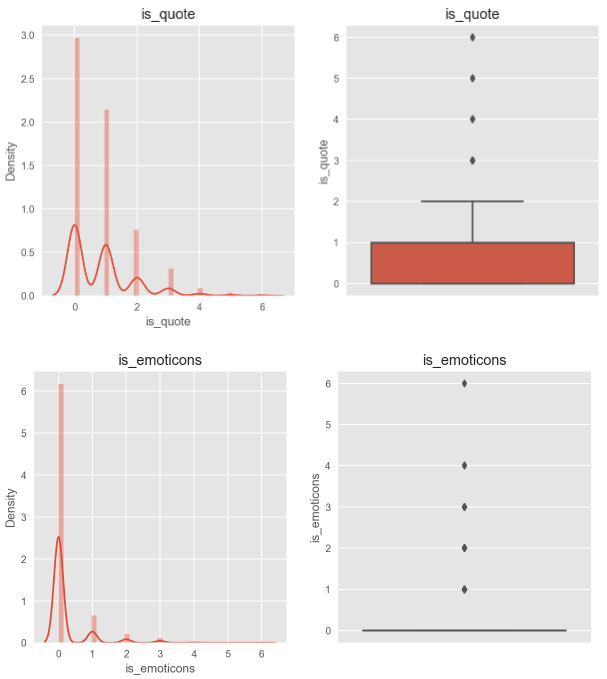 is_quote
3.0
2.5
2.0
1.5
1.0
0.5
0.0
Density
0 2 4 6
is_quote
is_quote
6
5
4
3
2
1
0
is_quote
is_emoticons
6
5
4
3
2
1
0
Density
0 1 2 3 4 5 6
is_emoticons
is_emoticons
6
5
4
3
2
1
0
is_emoticons